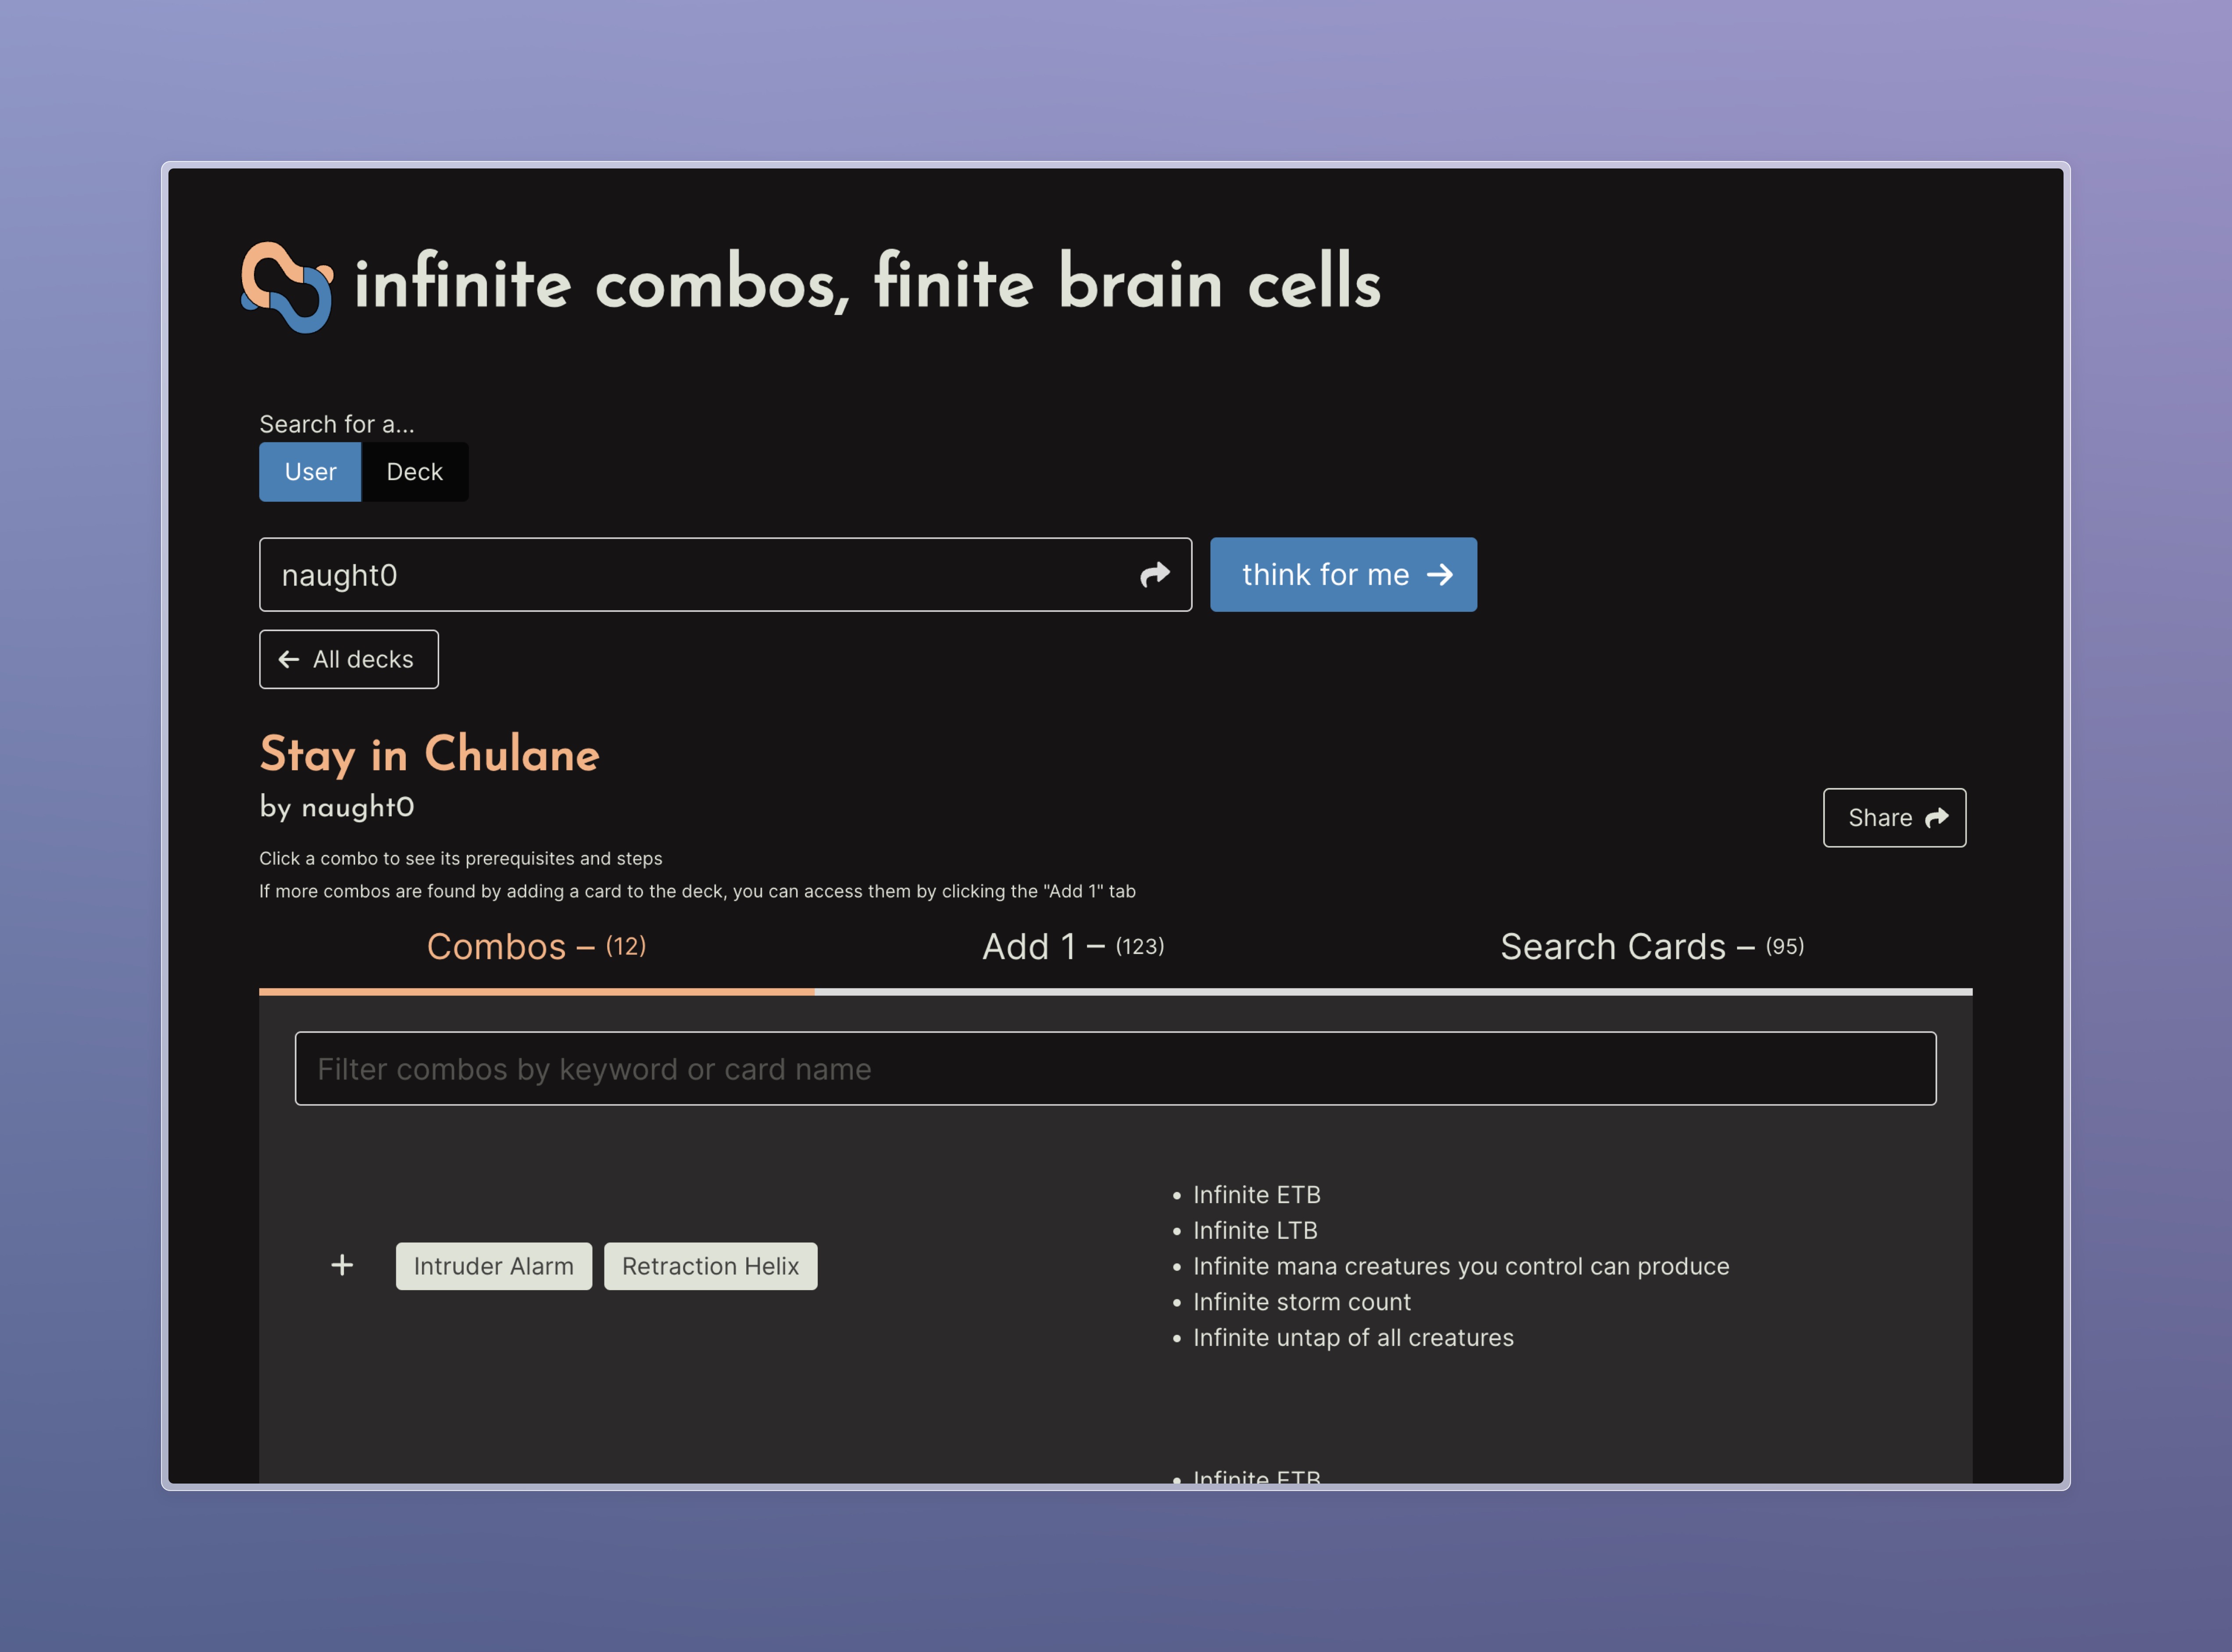 infinite combos, finite brain cells
Search for a...
User Deck
naught0 think for me
All decks
Stay in Chulane
by naught0
Share
Click a combo to see its prerequisites and steps
If more combos are found by adding a card to the deck, you can access them by clicking the "Add 1" tab
Combos – (12) Add 1 – (123) Search Cards – (95)
Filter combos by keyword or card name
• Infinite ETB
• Infinite LTB
+ Intruder Alarm Retraction Helix • Infinite mana creatures you control can produce
• Infinite storm count
• Infinite untap of all creatures
• Infinite ETB